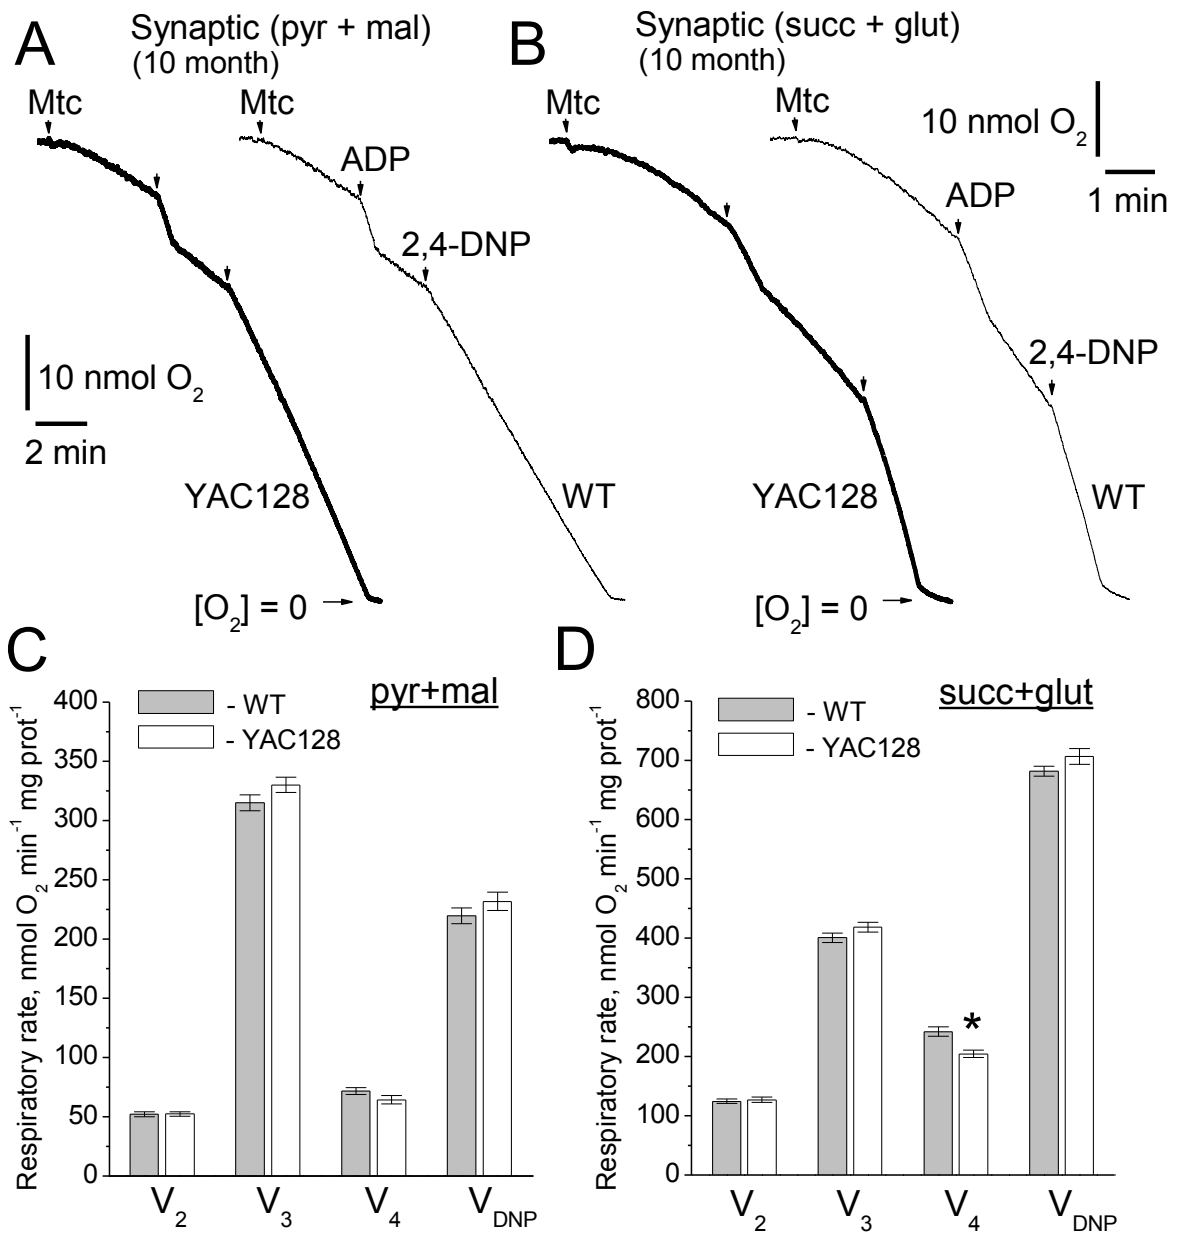 A
Synaptic (pyr + mal)
(10 month)
Mtc
Mtc
ADP
2,4-DNP
10 nmol O2
2 min
YAC128
WT
[O2] = 0
B
Synaptic (succ + glut)
(10 month)
Mtc
Mtc
10 nmol O2
1 min
ADP
2,4-DNP
YAC128
WT
[O2] = 0
C
pyr+mal
- WT
- YAC128
Respiratory rate, nmol O2 min-1 mg prot-1
400
350
300
250
200
150
100
50
0
V2
V3
V4
VDNP
D
succ+glut
- WT
- YAC128
Respiratory rate, nmol O2 min-1 mg prot-1
800
700
600
500
400
300
200
100
0
*
V2
V3
V4
VDNP